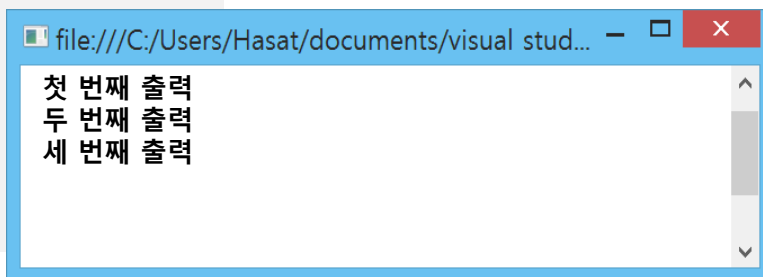 file:///C:/Users/Hasat/documents/visual stud...
첫 번째 출력
두 번째 출력
세 번째 출력